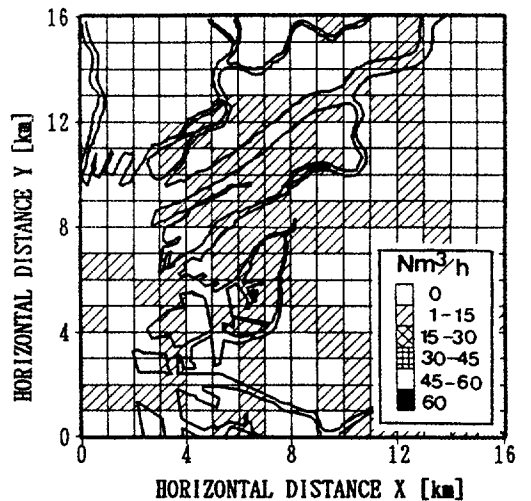 16
12
8
4
0
HORIZONTAL DISTANCE Y [km]
Nm³/h
0
1-15
15-30
30-45
45-60
60
0 4 8 12 16
HORIZONTAL DISTANCE X [km]